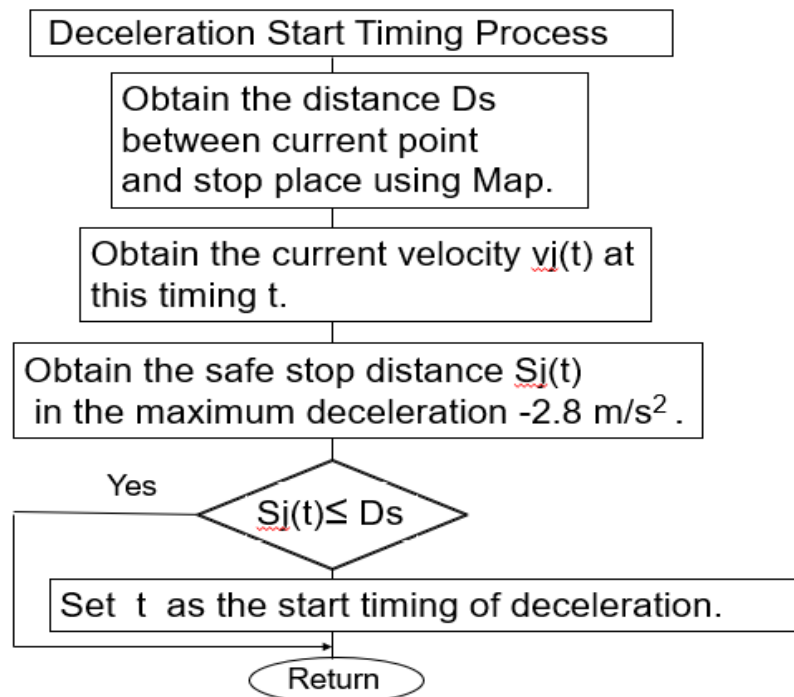 Deceleration Start Timing Process
Obtain the distance Ds
between current point
and stop place using Map.
Obtain the current velocity vj(t) at
this timing t.
Obtain the safe stop distance Sj(t)
in the maximum deceleration -2.8 m/s² .
Yes
Sj(t)≤ Ds
Set t as the start timing of deceleration.
Return